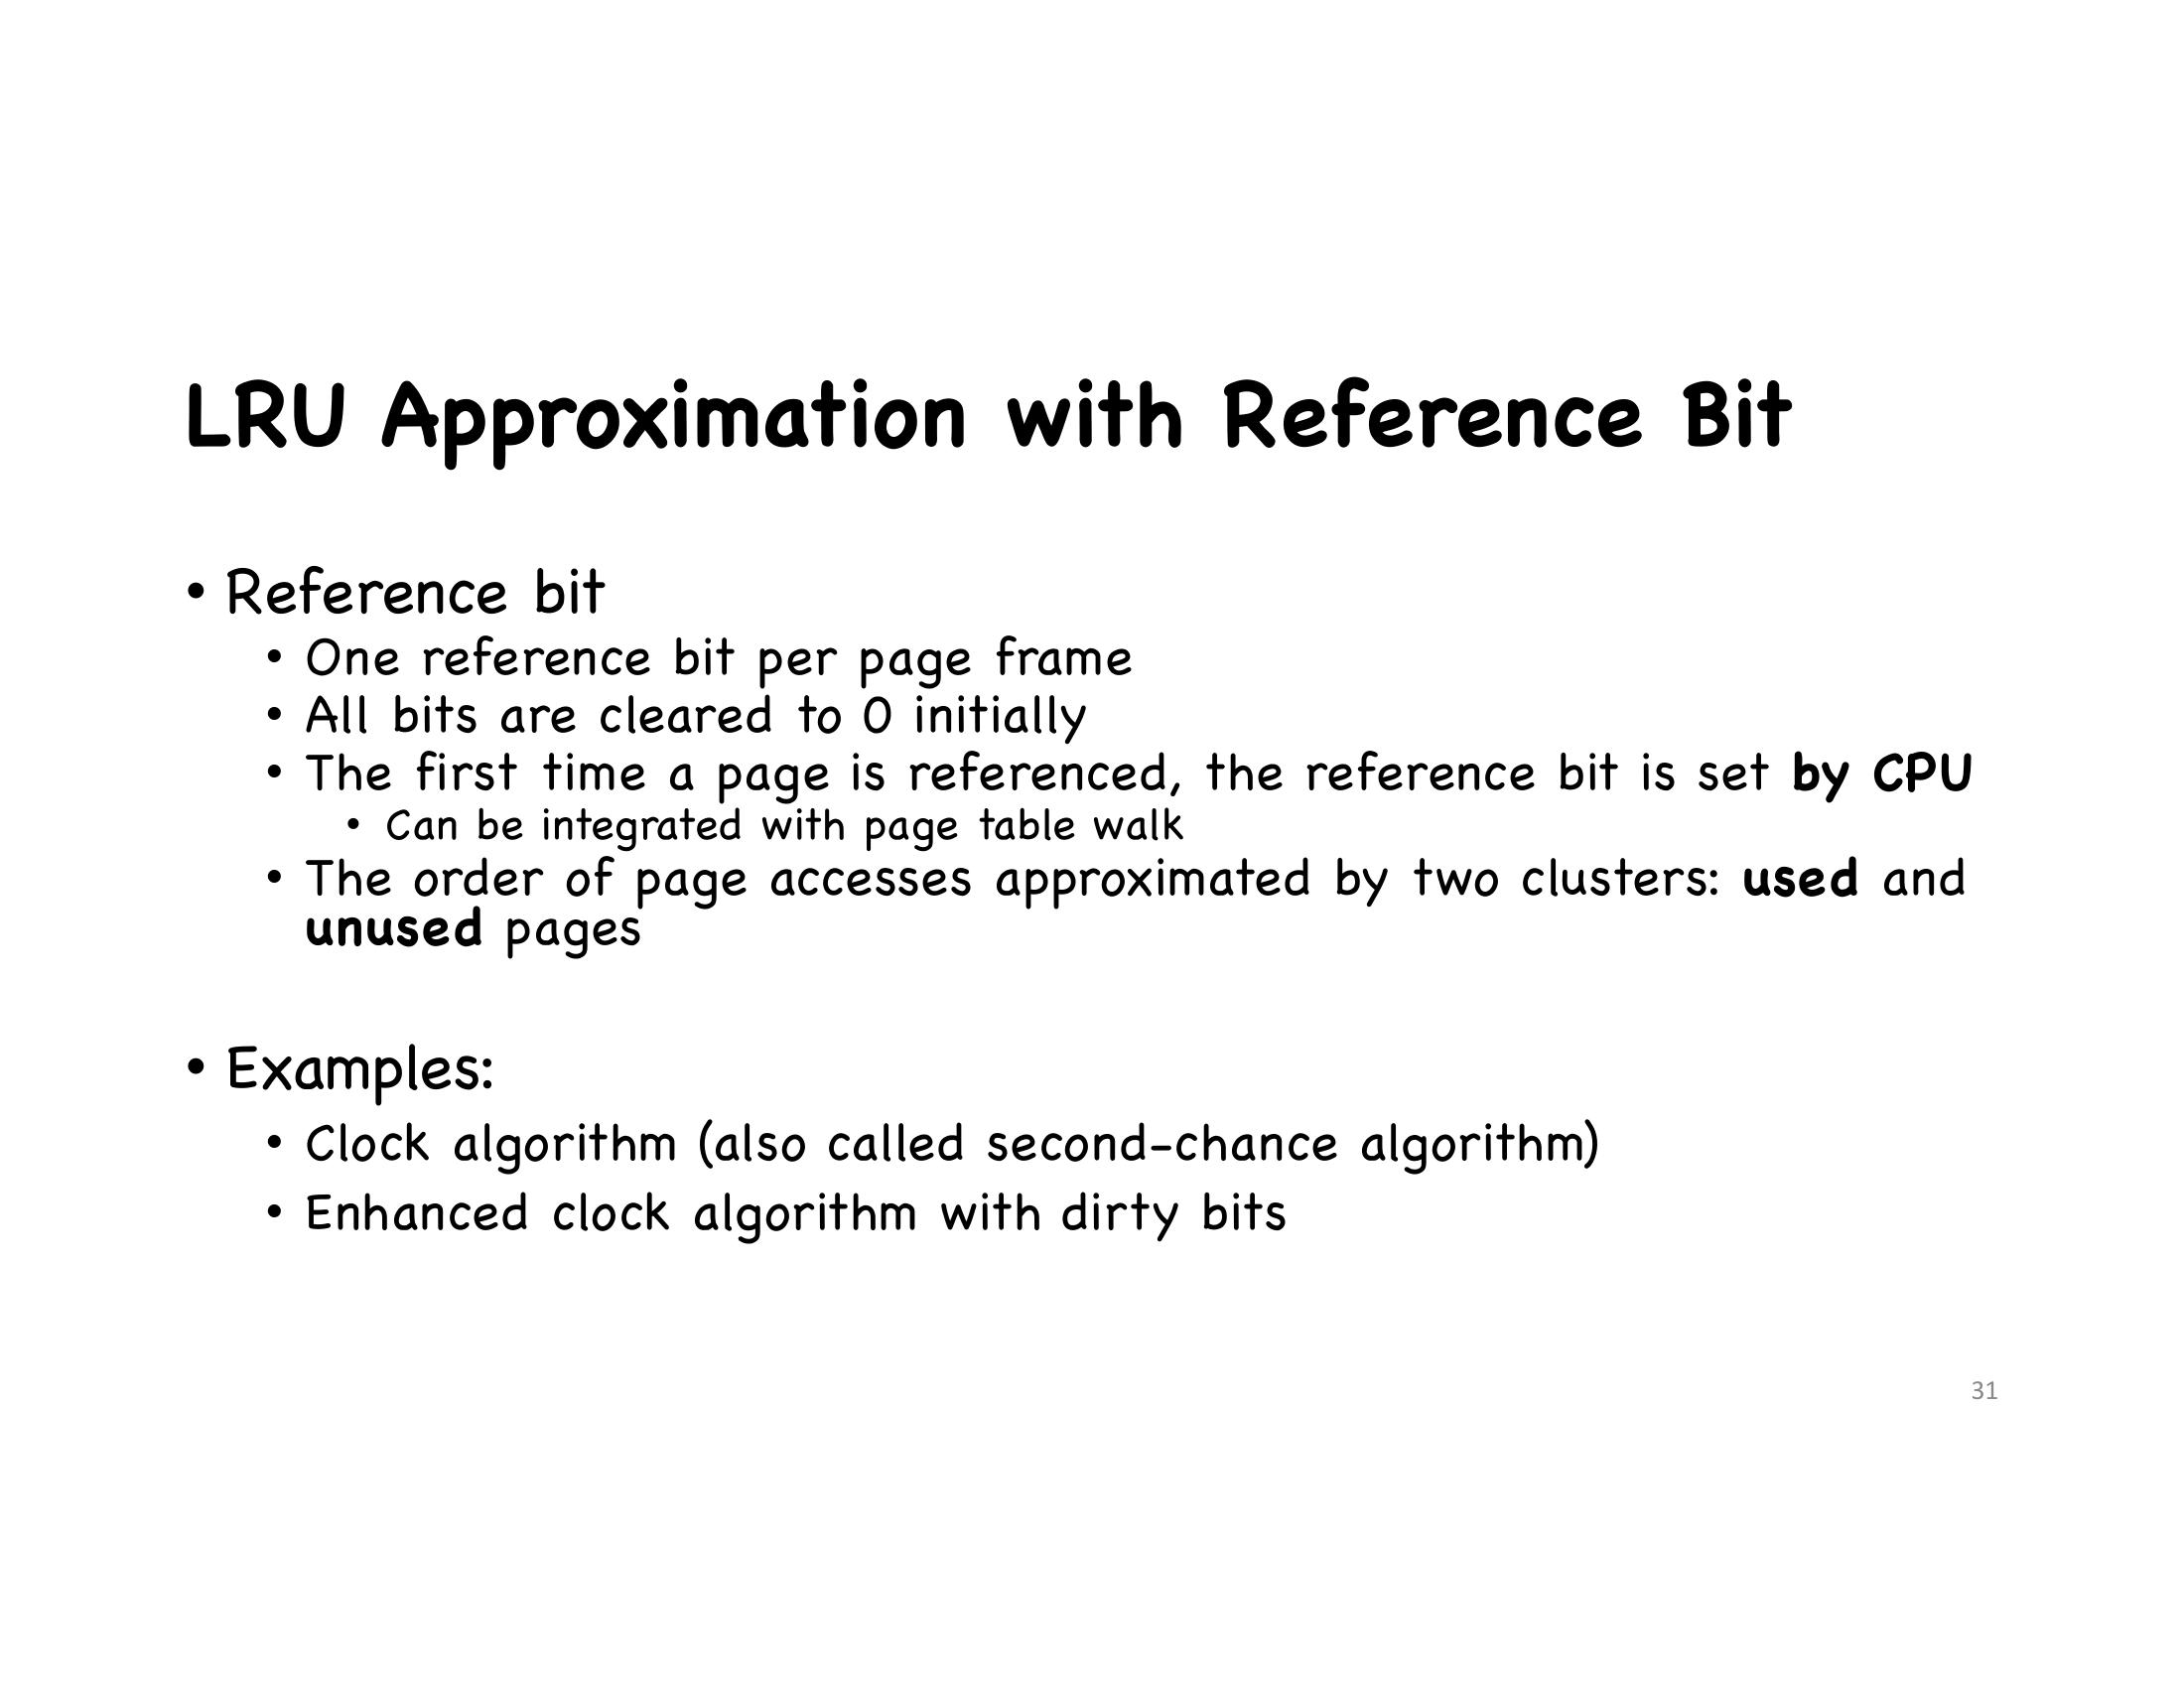 LRU Approximation with Reference Bit
• Reference bit
• One reference bit per page frame
• All bits are cleared to 0 initially
• The first time a page is referenced, the reference bit is set by CPU
• Can be integrated with page table walk
• The order of page accesses approximated by two clusters: used and
unused pages
• Examples:
• Clock algorithm (also called second-chance algorithm)
• Enhanced clock algorithm with dirty bits
31